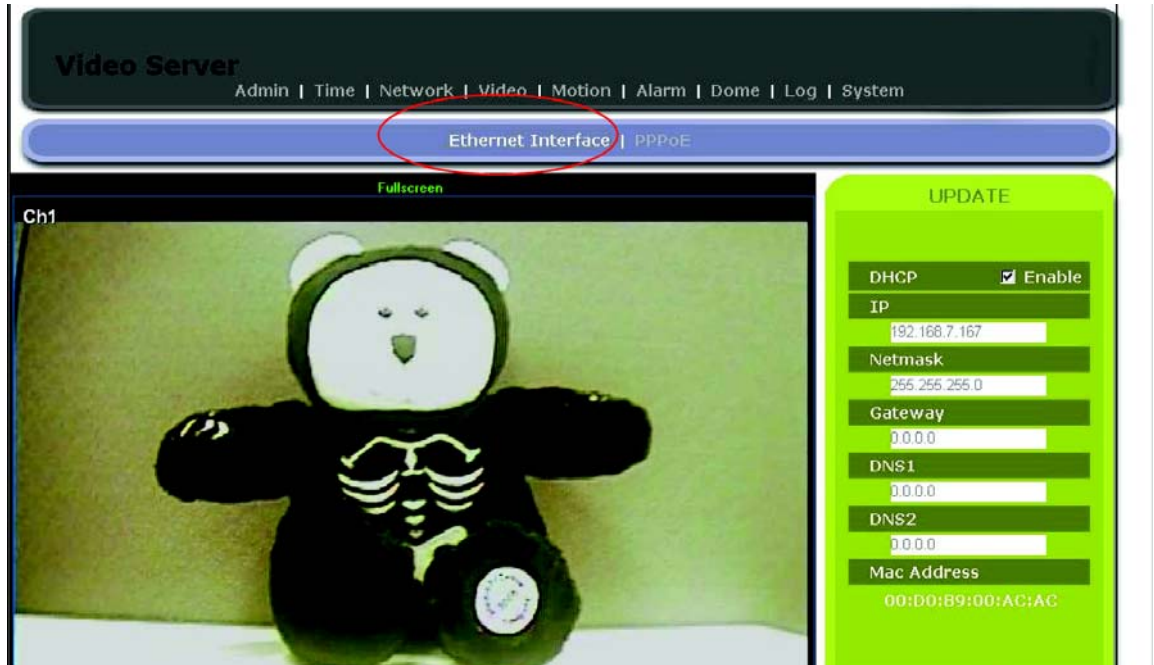 Video Server
Admin | Time | Network | Video | Motion | Alarm | Dome | Log | System
Ethernet Interface | PPPoE
Fullscreen
Ch1
UPDATE
DHCP Enable
IP
192.168.7.167
Netmask
255.255.255.0
Gateway
0.0.0.0
DNS1
0.0.0.0
DNS2
0.0.0.0
Mac Address
00:D0:89:00:AC:AC